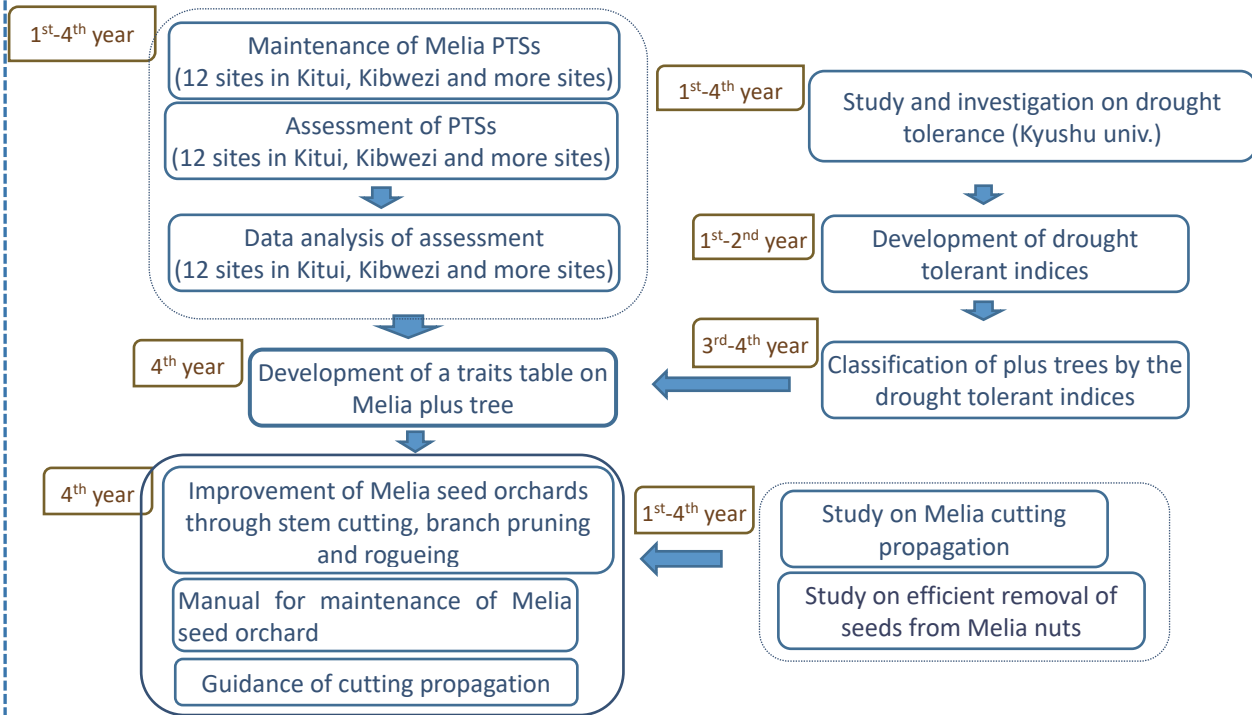 1st-4th year
Maintenance of Melia PTSs
(12 sites in Kitui, Kibwezi and more sites)
Assessment of PTSs
(12 sites in Kitui, Kibwezi and more sites)
Data analysis of assessment
(12 sites in Kitui, Kibwezi and more sites)
1st-4th year
Study and investigation on drought
tolerance (Kyushu univ.)
1st-2nd year
Development of drought
tolerant indices
3rd-4th year
Classification of plus trees by the
drought tolerant indices
4th year
Development of a traits table on
Melia plus tree
4th year
Improvement of Melia seed orchards
through stem cutting, branch pruning
and rogueing
Manual for maintenance of Melia
seed orchard
Guidance of cutting propagation
1st-4th year
Study on Melia cutting
propagation
Study on efficient removal of
seeds from Melia nuts